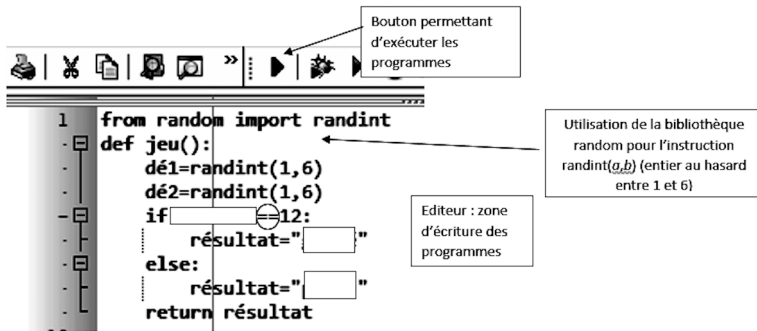 Bouton permettant
d'exécuter les
programmes
»
1
from random import randint
def jeu():
dé1=randint(1,6)
dé2=randint(1,6)
if ==12:
résultat=" "
else:
résultat=" "
return résultat
Utilisation de la bibliothèque
random pour l'instruction
randint(a,b) (entier au hasard
entre 1 et 6)
Editeur : zone
d'écriture des
programmes